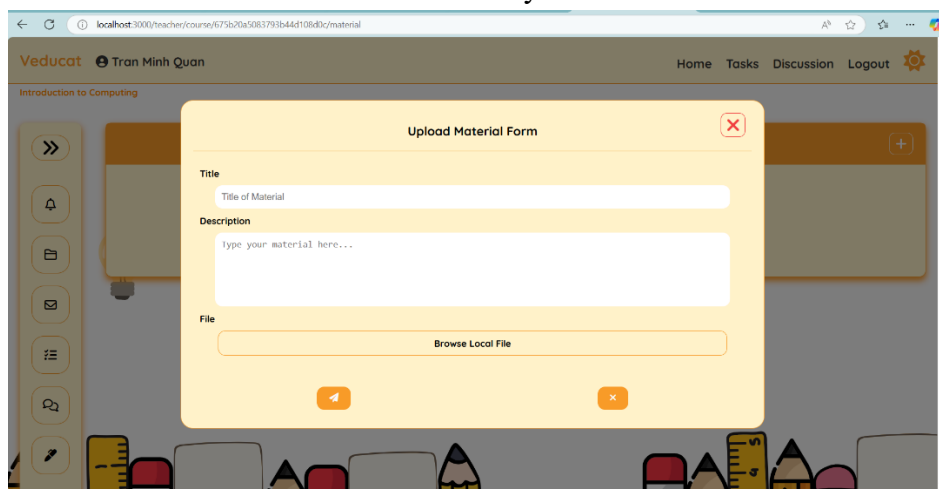 localhost:3000/teacher/course/675b20a5083793b44d108d0c/material
Veducat Tran Minh Quan Home Tasks Discussion Logout
Introduction to Computing
Upload Material Form
Title
Title of Material
Description
Type your material here...
File
Browse Local File